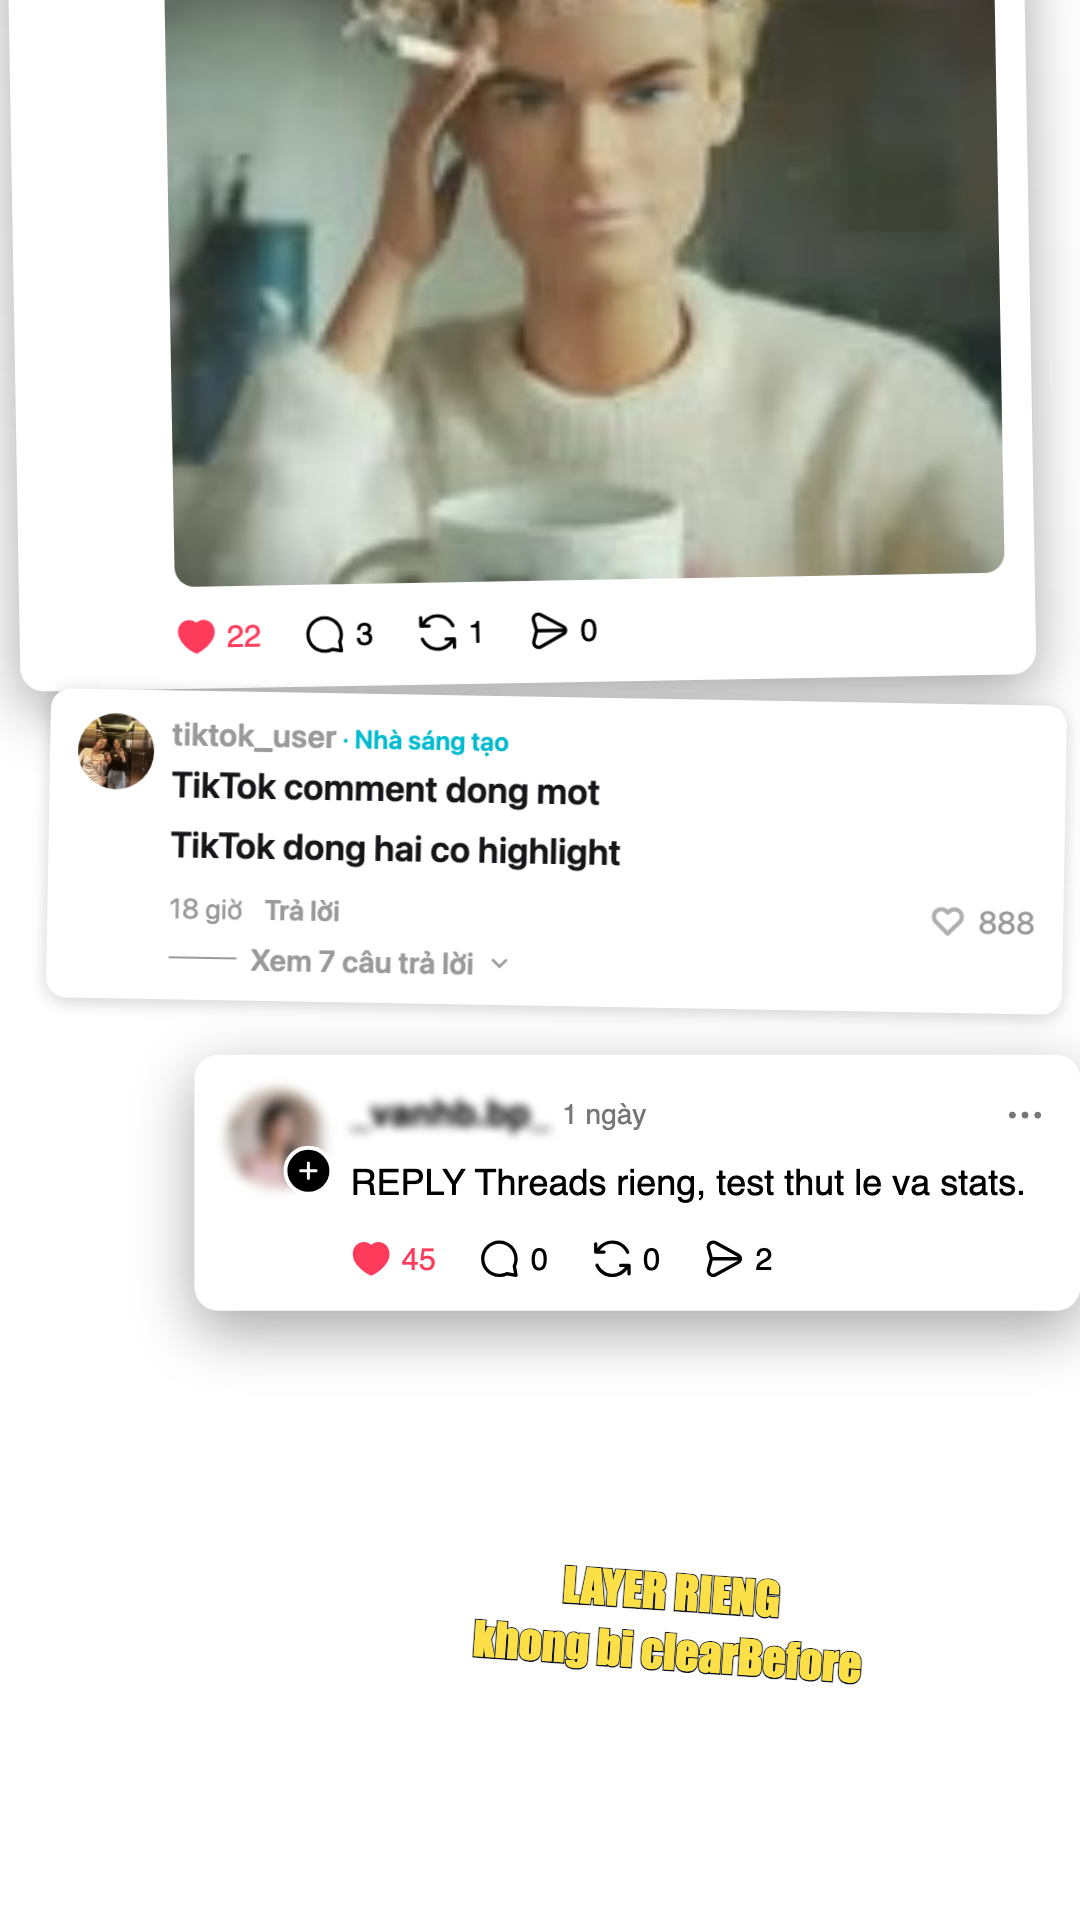 22 3 1 0
tiktok_user · Nhà sáng tạo
TikTok comment dong mot
TikTok dong hai co highlight
18 giờ Trả lời 888
Xem 7 câu trả lời
_vanhb.bp_ 1 ngày
REPLY Threads rieng, test thut le va stats.
45 0 0 2
LAYER RIENG
khong bi clearBefore